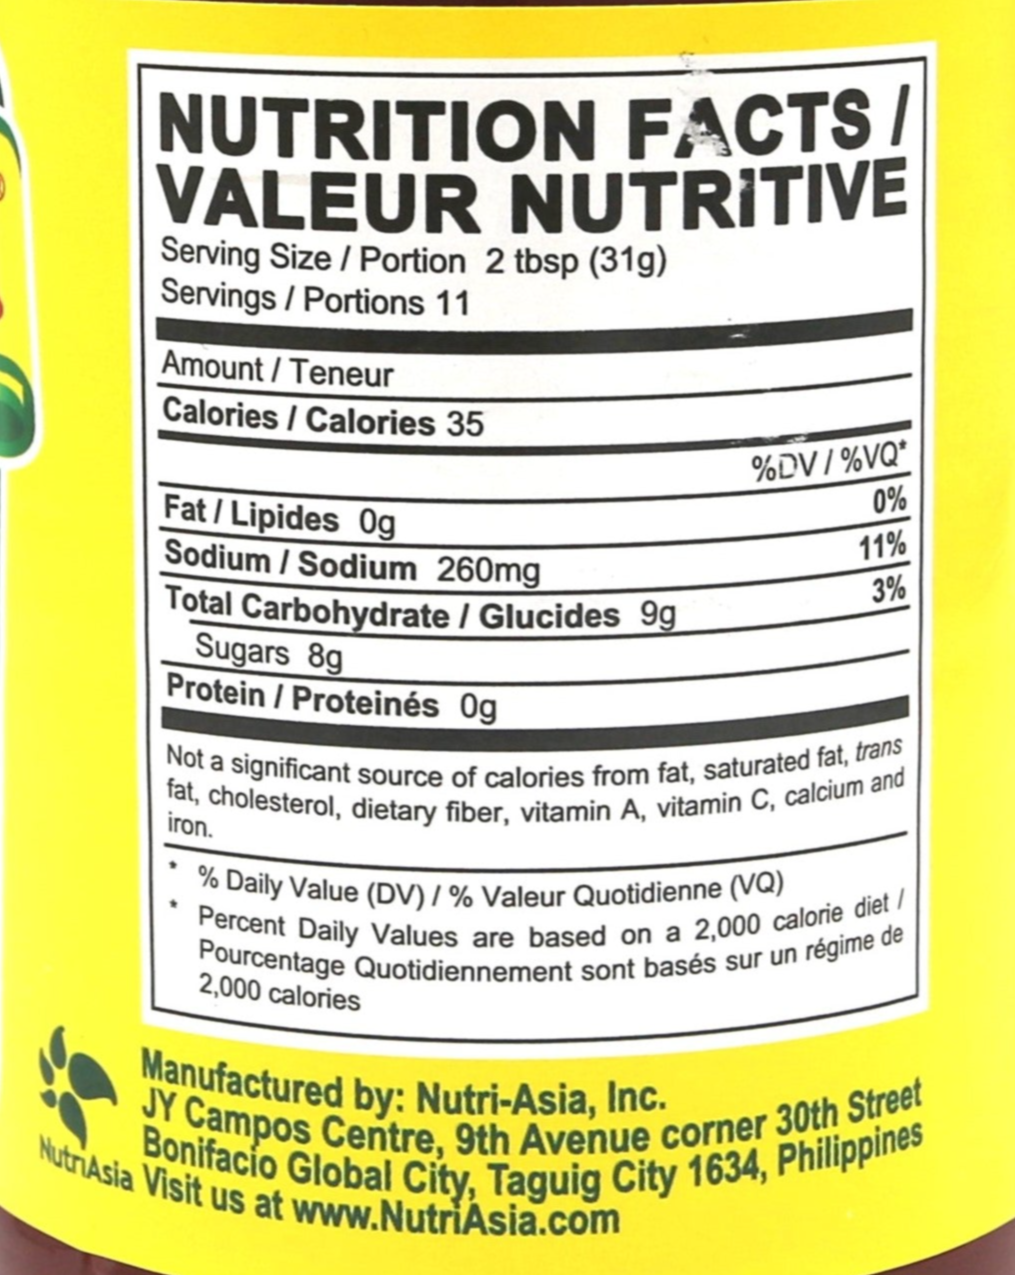 NUTRITION FACTS /
VALEUR NUTRITIVE
Serving Size / Portion 2 tbsp (31g)
Servings / Portions 11
Amount / Teneur
Calories / Calories 35
%DV / %VQ*
Fat / Lipides 0g 0%
Sodium / Sodium 260mg 11%
Total Carbohydrate / Glucides 9g 3%
Sugars 8g
Protein / Proteinés 0g
Not a significant source of calories from fat, saturated fat, trans
fat, cholesterol, dietary fiber, vitamin A, vitamin C, calcium and
iron.
* % Daily Value (DV) / % Valeur Quotidienne (VQ)
* Percent Daily Values are based on a 2,000 calorie diet /
Pourcentage Quotidiennement sont basés sur un régime de
2,000 calories
Manufactured by: Nutri-Asia, Inc.
JY Campos Centre, 9th Avenue corner 30th Street
Bonifacio Global City, Taguig City 1634, Philippines
NutriAsia Visit us at www.NutriAsia.com